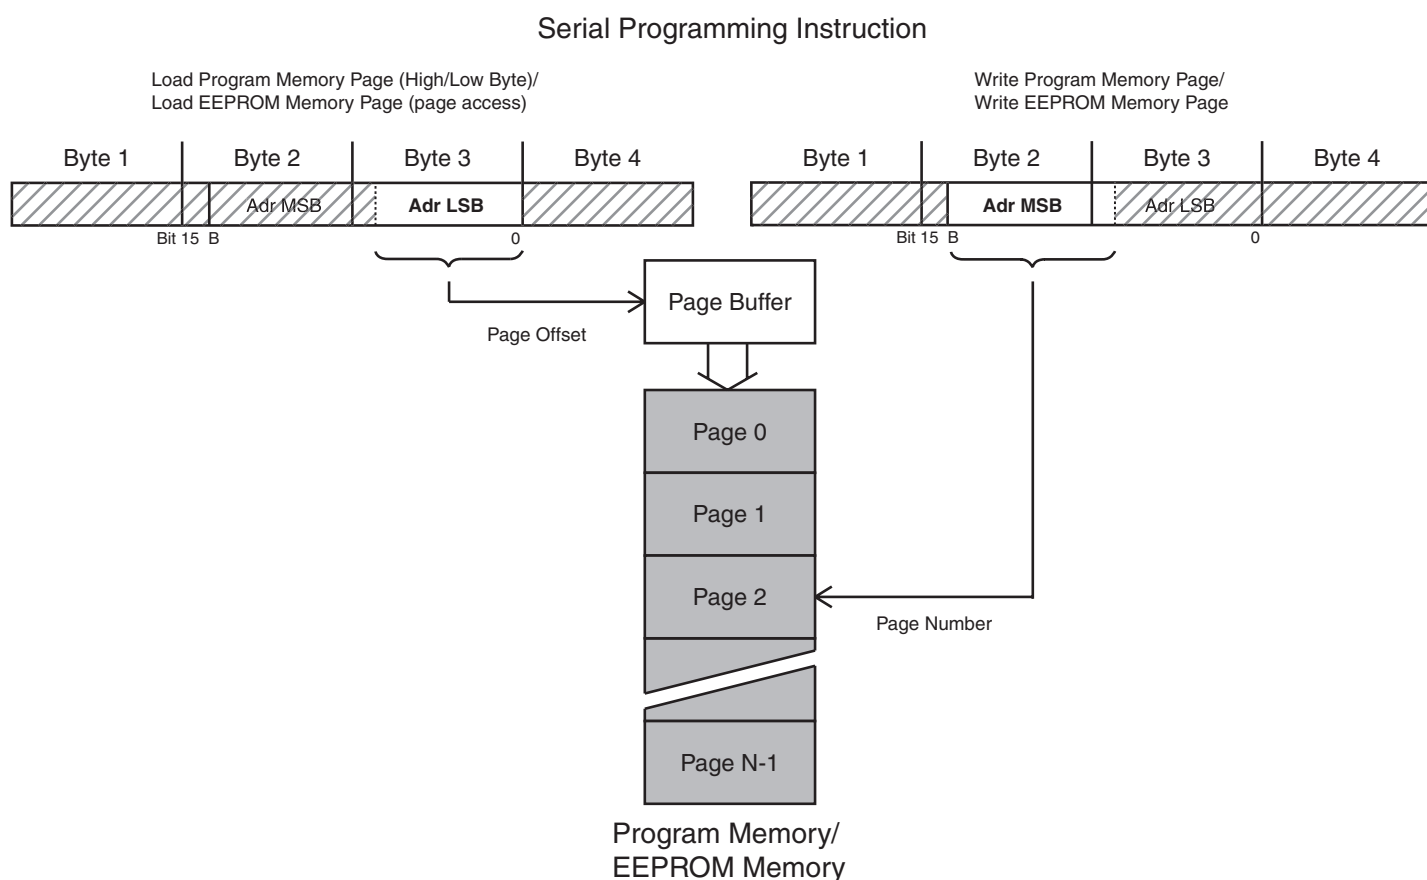 Serial Programming Instruction
Load Program Memory Page (High/Low Byte)/
Load EEPROM Memory Page (page access)
Write Program Memory Page/
Write EEPROM Memory Page
Byte 1 Byte 2 Byte 3 Byte 4
Adr MSB Adr LSB
Bit 15 B 0
Byte 1 Byte 2 Byte 3 Byte 4
Adr MSB Adr LSB
Bit 15 B 0
Page Buffer
Page Offset
Page 0
Page 1
Page 2
Page Number
Page N-1
Program Memory/
EEPROM Memory